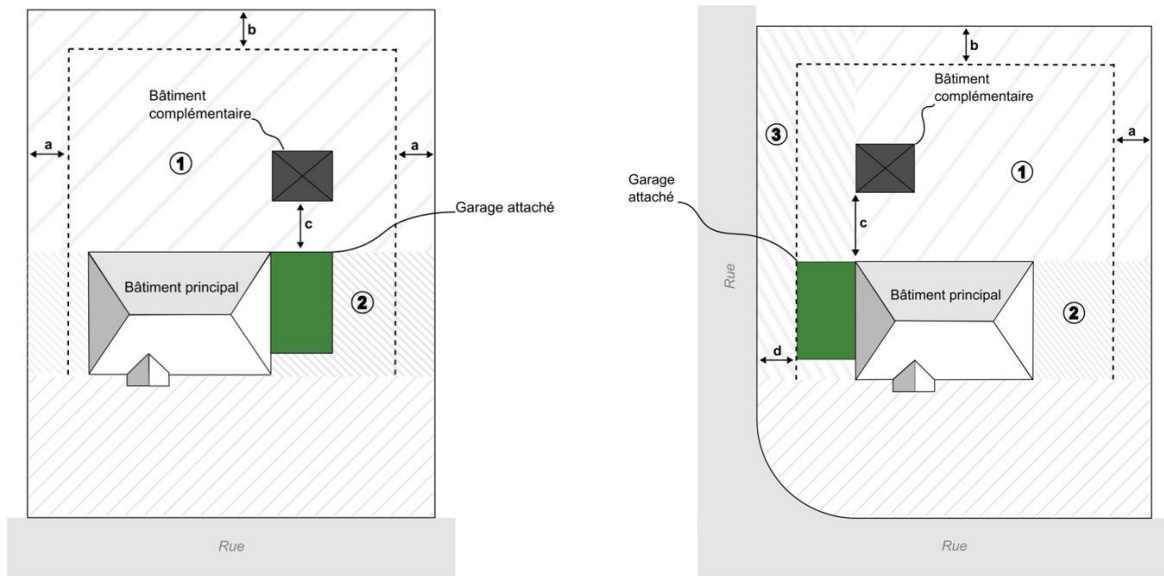 b
Bâtiment
complémentaire
a
1
a
c
Garage attaché
Bâtiment principal
2
Rue
b
Bâtiment
complémentaire
3
a
1
Garage
attaché
c
Rue
Bâtiment principal
2
d
Rue